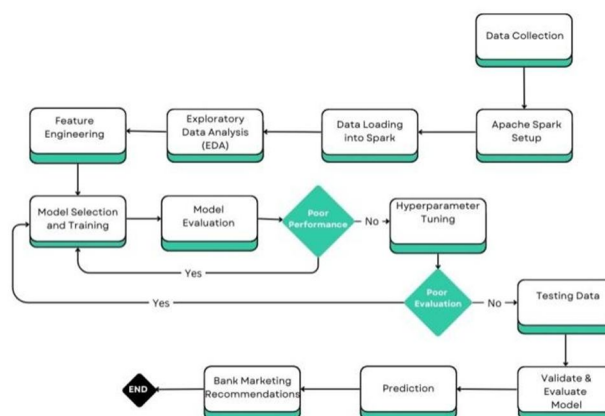 Data Collection
Feature
Engineering
Exploratory
Data Analysis
(EDA)
Data Loading
into Spark
Apache Spark
Setup
Model Selection
and Training
Model
Evaluation
Poor
Performance
No
Hyperparameter
Tuning
Yes
Yes
Poor
Evaluation
No
Testing Data
END
Bank Marketing
Recommendations
Prediction
Validate &
Evaluate
Model